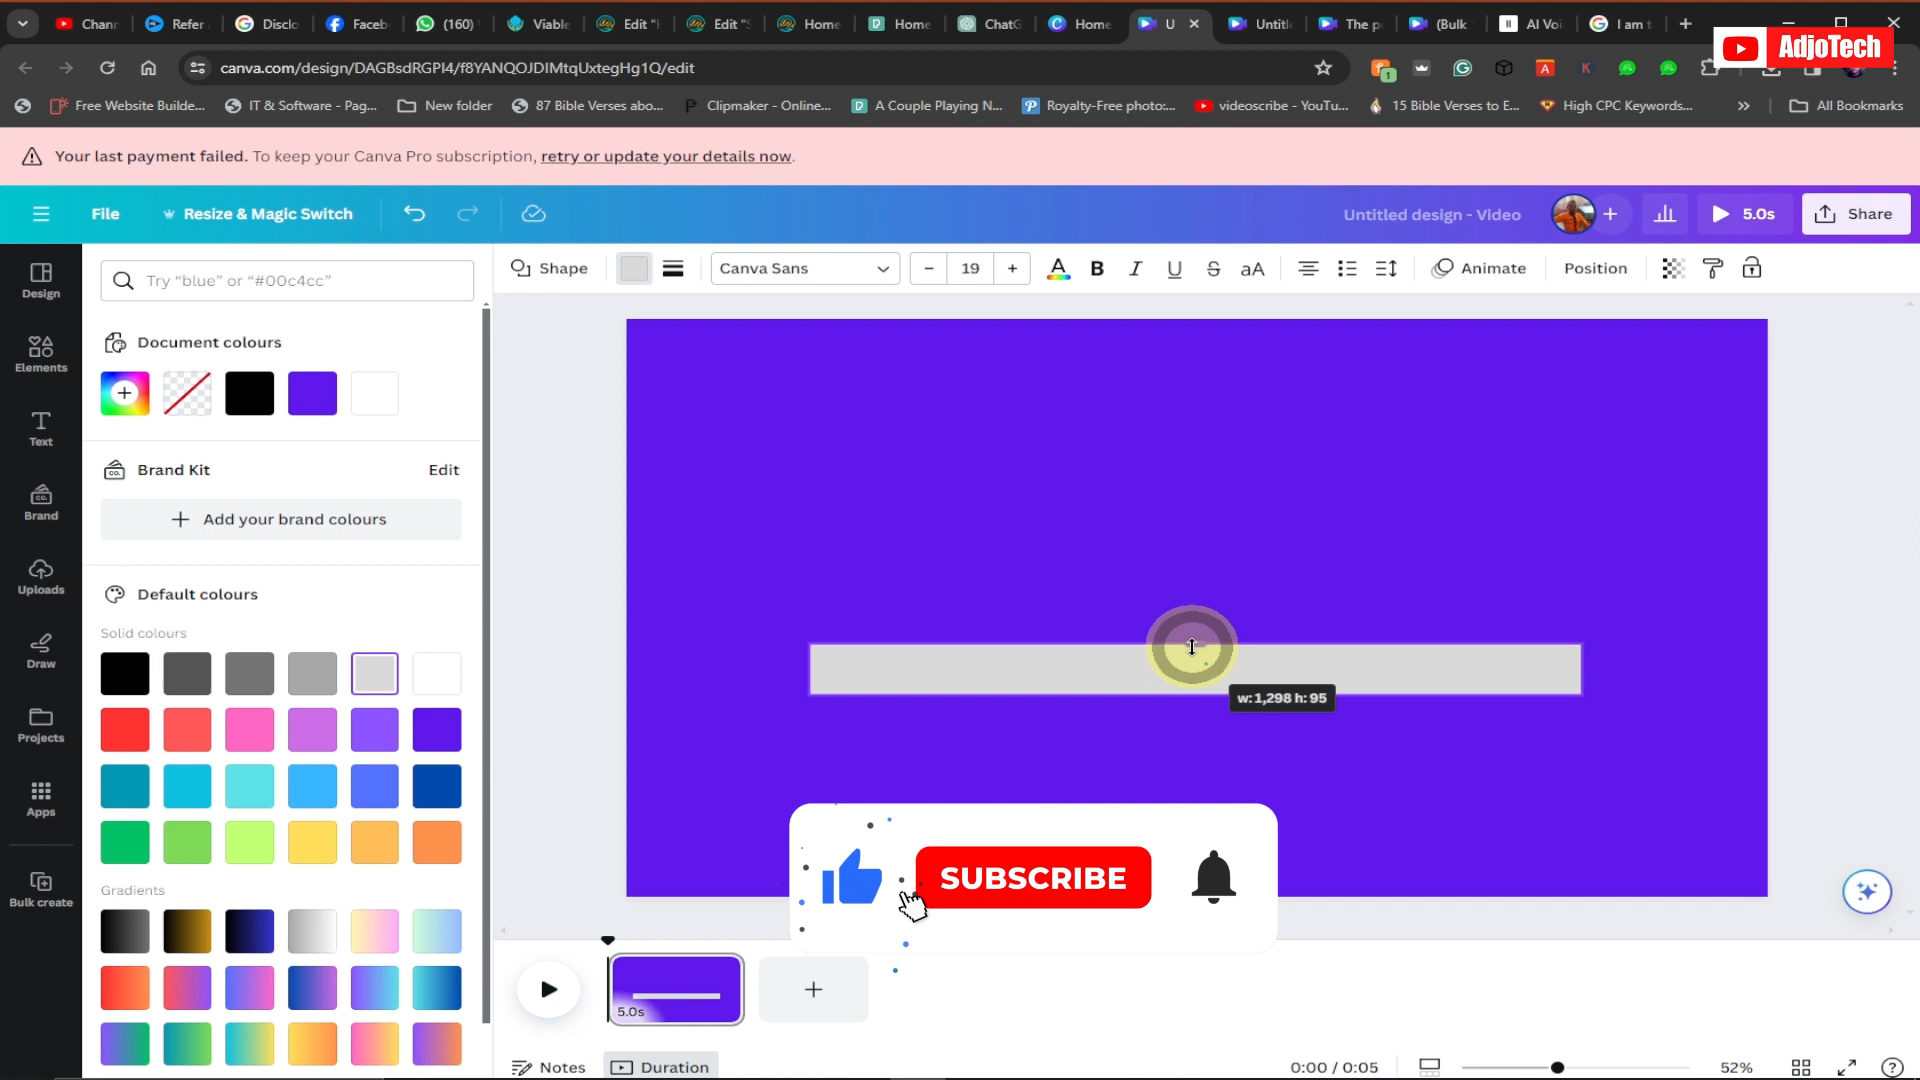 Chann
Refer
Disclo
Faceb
(160)
Viable
Edit "H
Edit "S
Home
Home
ChatG
Home
U
Untitle
The p
(Bulk
AI Voi
I am t
AdjoTech
canva.com/design/DAGBsdRGPI4/f8YANQOJDIMtqUxtegHg1Q/edit
Free Website Builde...
IT & Software - Pag...
New folder
87 Bible Verses abo...
Clipmaker - Online...
A Couple Playing N...
Royalty-Free photo:...
videoscribe - YouTu...
15 Bible Verses to E...
High CPC Keywords...
All Bookmarks
Your last payment failed. To keep your Canva Pro subscription, retry or update your details now.
File
Resize & Magic Switch
Untitled design - Video
5.0s
Share
Shape
Canva Sans
19
Animate
Position
Design
Elements
Text
Brand
Uploads
Draw
Projects
Apps
Bulk create
Try “blue” or “#00c4cc”
Document colours
Brand Kit
Edit
Add your brand colours
Default colours
Solid colours
Gradients
w: 1,298 h: 95
SUBSCRIBE
5.0s
Notes
Duration
0:00 / 0:05
52%